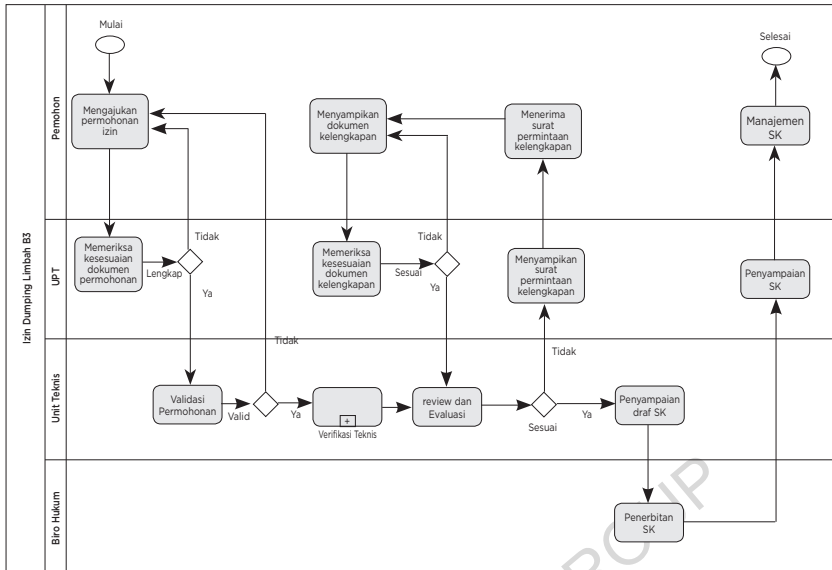 Izin Dumping Limbah B3
Pemohon
Mulai
Mengajukan
permohonan
izin
Menyampikan
dokumen
kelengkapan
Menerima
surat
permintaan
kelengkapan
Selesai
Manajemen
SK
UPT
Memeriksa
kesesuaian
dokumen
permohonan
Lengkap
Tidak
Ya
Memeriksa
kesesuaian
dokumen
kelengkapan
Sesuai
Tidak
Ya
Menyampikan
surat
permintaan
kelengkapan
Penyampaian
SK
Unit Teknis
Validasi
Permohonan
Valid
Tidak
Ya
+
Verifikasi Teknis
review dan
Evaluasi
Tidak
Sesuai
Ya
Penyampaian
draf SK
Biro Hukum
Penerbitan
SK